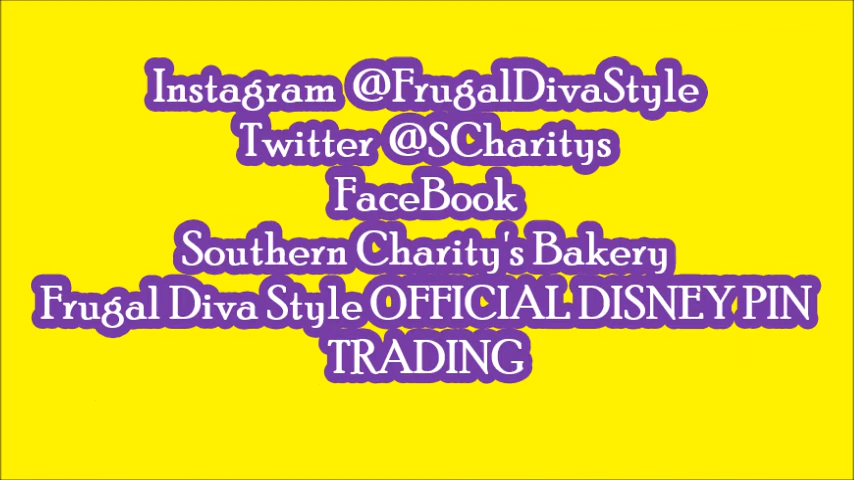 Instagram @FrugalDivaStyle
Twitter @SCharitys
FaceBook
Southern Charity's Bakery
Frugal Diva Style OFFICIAL DISNEY PIN
TRADING